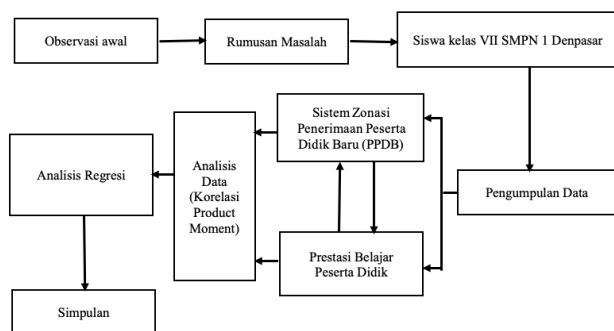 Observasi awal
Rumusan Masalah
Siswa kelas VII SMPN 1 Denpasar
Sistem Zonasi
Penerimaan Peserta
Didik Baru (PPDB)
Analisis Regresi
Analisis
Data
(Korelasi
Product
Moment)
Pengumpulan Data
Prestasi Belajar
Peserta Didik
Simpulan